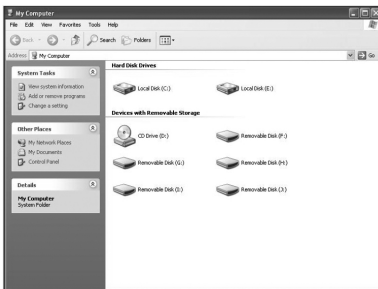 My Computer
File Edit View Favorites Tools Help
Back Search Folders
Address My Computer Go
System Tasks
View system information
Add or remove programs
Change a setting
Other Places
My Network Places
My Documents
Control Panel
Details
My Computer
System Folder
Hard Disk Drives
Local Disk (C:) Local Disk (E:)
Devices with Removable Storage
CD Drive (D:) Removable Disk (F:)
Removable Disk (G:) Removable Disk (H:)
Removable Disk (I:) Removable Disk (J:)